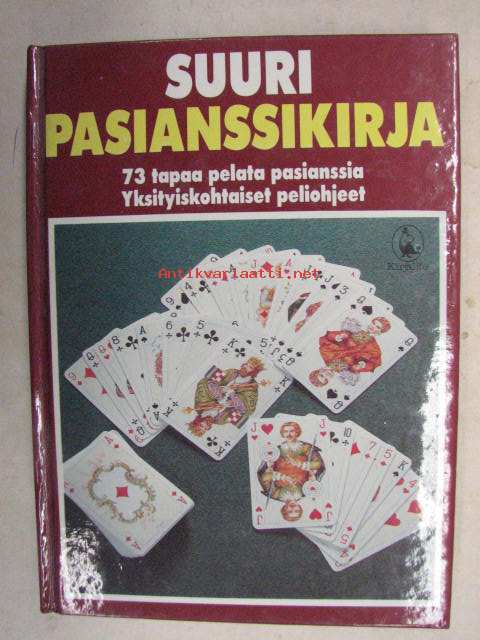 SUURI
PASIANSSIKIRJA
73 tapaa pelata pasianssia
Yksityiskohtaiset peliohjeet
Antikvariaatti.net